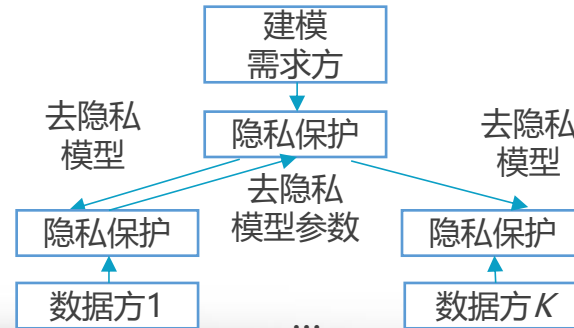 建模
需求方
去隐私
模型
隐私保护
去隐私
模型
去隐私
模型参数
隐私保护
隐私保护
数据方1
...
数据方K